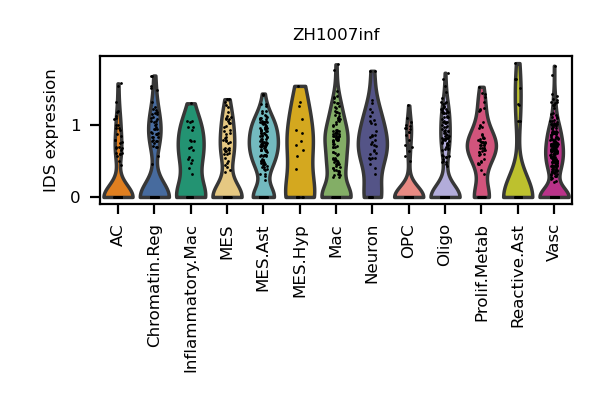 ZH1007inf
IDS expression
1
0
AC
Chromatin.Reg
Inflammatory.Mac
MES
MES.Ast
MES.Hyp
Mac
Neuron
OPC
Oligo
Prolif.Metab
Reactive.Ast
Vasc